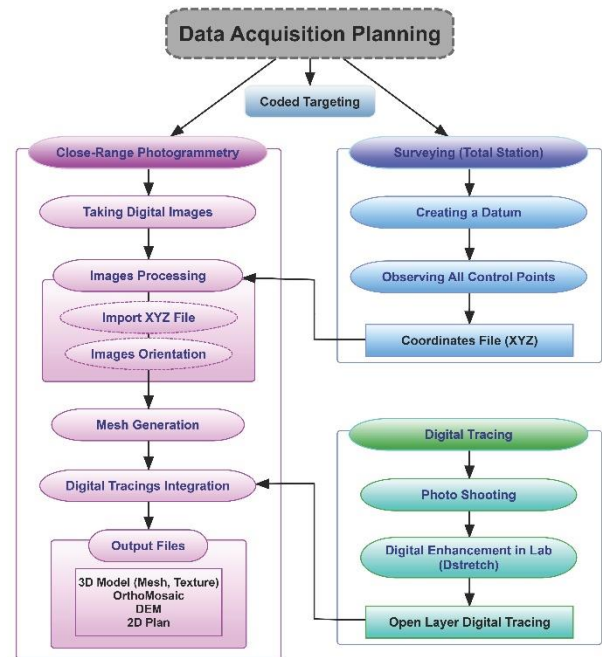 Data Acquisition Planning
Coded Targeting
Close-Range Photogrammetry
Taking Digital Images
Images Processing
Import XYZ File
Images Orientation
Mesh Generation
Digital Tracings Integration
Output Files
3D Model (Mesh, Texture)
OrthoMosaic
DEM
2D Plan
Surveying (Total Station)
Creating a Datum
Observing All Control Points
Coordinates File (XYZ)
Digital Tracing
Photo Shooting
Digital Enhancement in Lab
(Dstretch)
Open Layer Digital Tracing